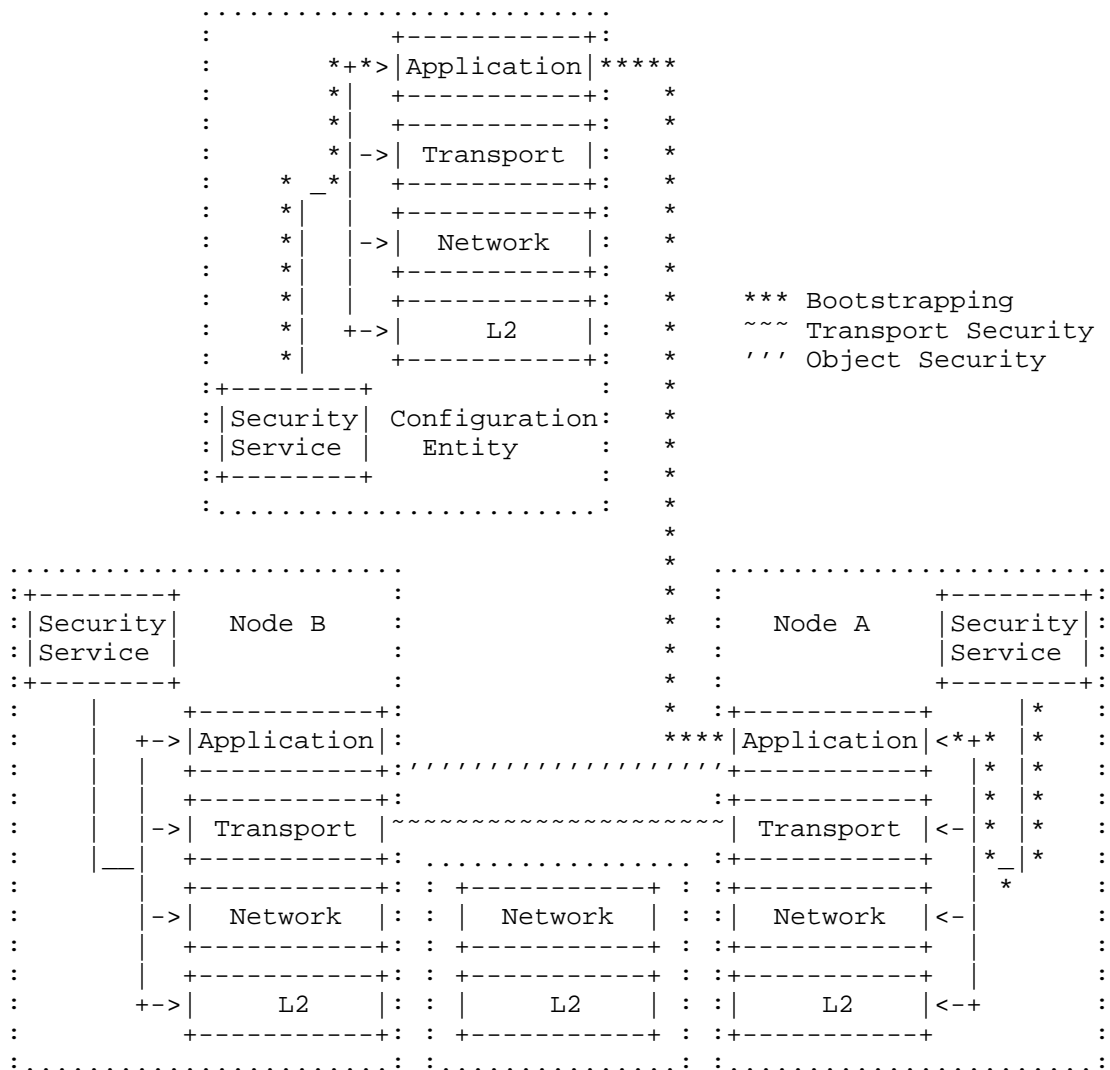 Application
Transport
Network
L2
*** Bootstrapping
~~~ Transport Security
''' Object Security
Security
Service
Configuration
Entity
Security
Service
Node B
Node A
Security
Service
Application
Application
Transport
Transport
Network
Network
Network
L2
L2
L2